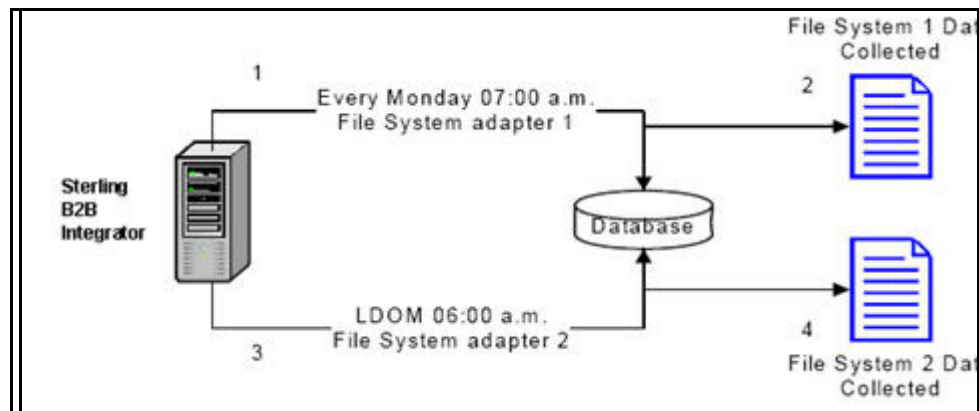 File System 1 Dat
Collected
1
2
Every Monday 07:00 a.m.
File System adapter 1
Sterling
B2B
Integrator
Database
LDOM 06:00 a.m.
File System adapter 2
3
4
File System 2 Dat
Collected